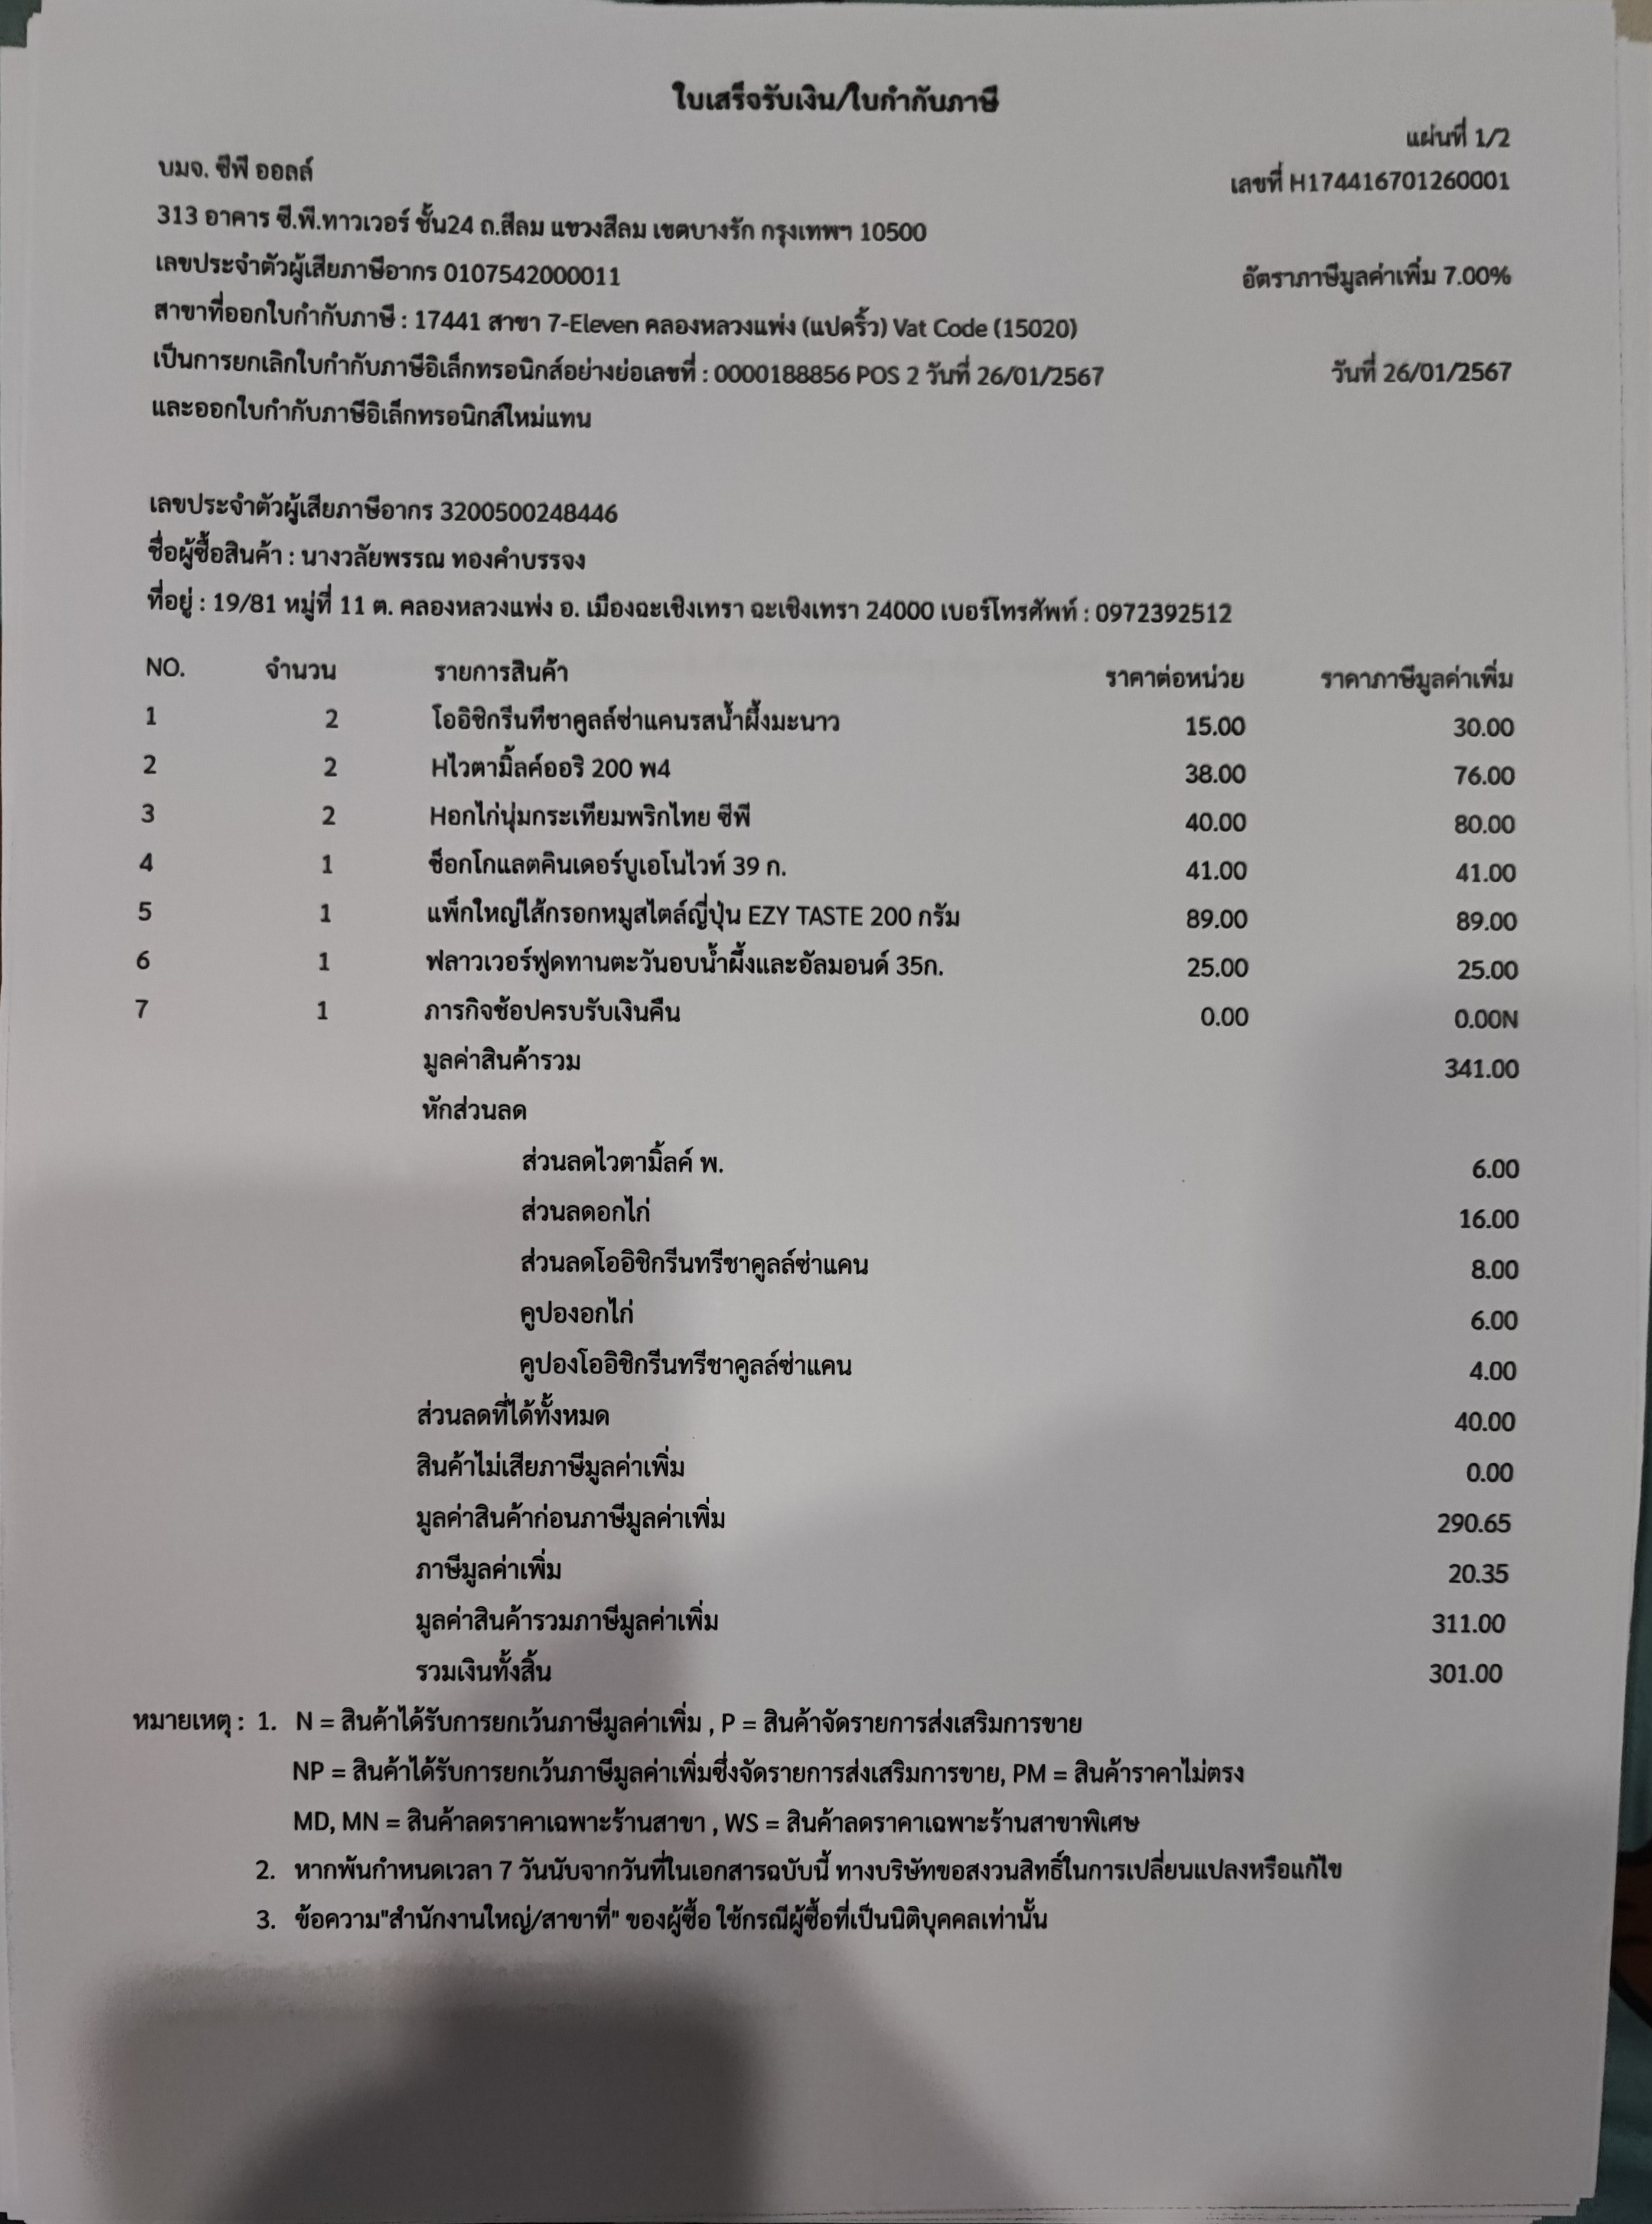 ใบเสร็จรับเงิน/ใบกำกับภาษี
แผ่นที่ 1/2
บมจ. ซีพี ออลล์
เลขที่ H174416701260001
313 อาคาร ซี.พี.ทาวเวอร์ ชั้น24 ถ.สีลม แขวงสีลม เขตบางรัก กรุงเทพฯ 10500
เลขประจำตัวผู้เสียภาษีอากร 0107542000011
อัตราภาษีมูลค่าเพิ่ม 7.00%
สาขาที่ออกใบกำกับภาษี : 17441 สาขา 7-Eleven คลองหลวงแพ่ง (แปดริ้ว) Vat Code (15020)
เป็นการยกเลิกใบกำกับภาษีอิเล็กทรอนิกส์อย่างย่อเลขที่ : 0000188856 POS 2 วันที่ 26/01/2567
วันที่ 26/01/2567
และออกใบกำกับภาษีอิเล็กทรอนิกส์ใหม่แทน
เลขประจำตัวผู้เสียภาษีอากร 3200500248446
ชื่อผู้ซื้อสินค้า : นางวลัยพรรณ ทองคำบรรจง
ที่อยู่ : 19/81 หมู่ที่ 11 ต. คลองหลวงแพ่ง อ. เมืองฉะเชิงเทรา ฉะเชิงเทรา 24000 เบอร์โทรศัพท์ : 0972392512
NO. จำนวน รายการสินค้า ราคาต่อหน่วย ราคาภาษีมูลค่าเพิ่ม
1 2 โออิชิกรีนทีชาคูลล์ซ่าแคนรสน้ำผึ้งมะนาว 15.00 30.00
2 2 Hไวตามิ้ลค์ออริ 200 พ4 38.00 76.00
3 2 Hอกไก่นุ่มกระเทียมพริกไทย ซีพี 40.00 80.00
4 1 ช็อกโกแลตคินเดอร์บูเอโนไวท์ 39 ก. 41.00 41.00
5 1 แพ็กใหญ่ไส้กรอกหมูสไตล์ญี่ปุ่น EZY TASTE 200 กรัม 89.00 89.00
6 1 ฟลาวเวอร์ฟูดทานตะวันอบน้ำผึ้งและอัลมอนด์ 35ก. 25.00 25.00
7 1 ภารกิจช้อปครบรับเงินคืน 0.00 0.00N
มูลค่าสินค้ารวม 341.00
หักส่วนลด
ส่วนลดไวตามิ้ลค์ พ. 6.00
ส่วนลดอกไก่ 16.00
ส่วนลดโออิชิกรีนทรีชาคูลล์ซ่าแคน 8.00
คูปองอกไก่ 6.00
คูปองโออิชิกรีนทรีชาคูลล์ซ่าแคน 4.00
ส่วนลดที่ได้ทั้งหมด 40.00
สินค้าไม่เสียภาษีมูลค่าเพิ่ม 0.00
มูลค่าสินค้าก่อนภาษีมูลค่าเพิ่ม 290.65
ภาษีมูลค่าเพิ่ม 20.35
มูลค่าสินค้ารวมภาษีมูลค่าเพิ่ม 311.00
รวมเงินทั้งสิ้น 301.00
หมายเหตุ : 1. N = สินค้าได้รับการยกเว้นภาษีมูลค่าเพิ่ม , P = สินค้าจัดรายการส่งเสริมการขาย
NP = สินค้าได้รับการยกเว้นภาษีมูลค่าเพิ่มซึ่งจัดรายการส่งเสริมการขาย, PM = สินค้าราคาไม่ตรง
MD, MN = สินค้าลดราคาเฉพาะร้านสาขา , WS = สินค้าลดราคาเฉพาะร้านสาขาพิเศษ
2. หากพ้นกำหนดเวลา 7 วันนับจากวันที่ในเอกสารฉบับนี้ ทางบริษัทขอสงวนสิทธิ์ในการเปลี่ยนแปลงหรือแก้ไข
3. ข้อความ"สำนักงานใหญ่/สาขาที่" ของผู้ซื้อ ใช้กรณีผู้ซื้อที่เป็นนิติบุคคลเท่านั้น